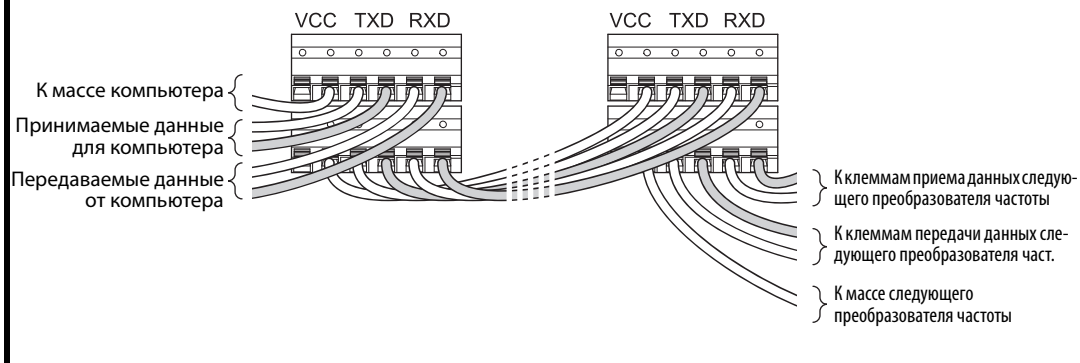 VCC TXD RXD
VCC TXD RXD
К массе компьютера
Принимаемые данные
для компьютера
Передаваемые данные
от компьютера
К клеммам приема данных следую-
щего преобразователя частоты
К клеммам передачи данных сле-
дующего преобразователя част.
К массе следующего
преобразователя частоты